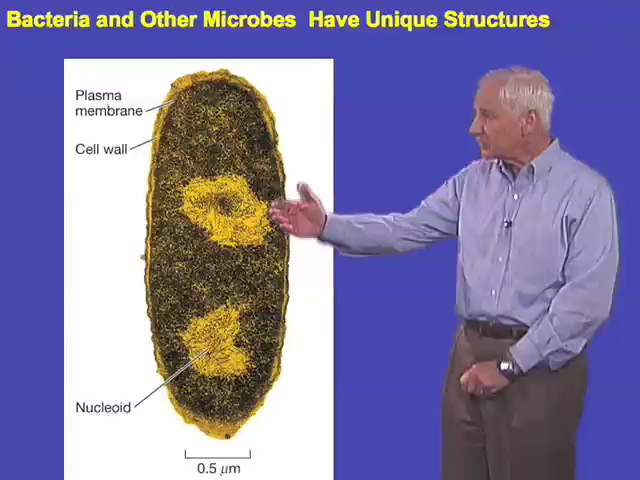 Bacteria and Other Microbes Have Unique Structures
Plasma
membrane
Cell wall
Nucleoid
0.5 μm